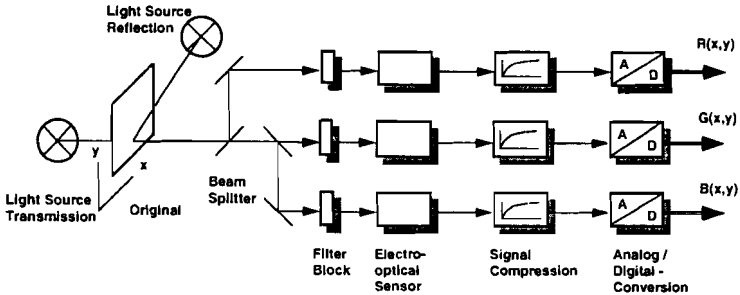 Light Source
Reflection
R(x,y)
A
D
G(x,y)
y
x
A
D
Light Source
Transmission
Original
Beam
Splitter
B(x,y)
A
D
Filter
Block
Electro-
optical
Sensor
Signal
Compression
Analog /
Digital -
Conversion